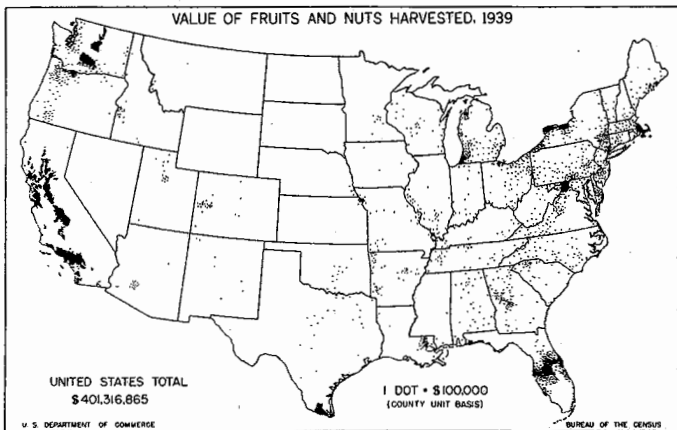 VALUE OF FRUITS AND NUTS HARVESTED, 1939
UNITED STATES TOTAL
$401,316,865
1 DOT = $100,000
(COUNTY UNIT BASIS)
U. S. DEPARTMENT OF COMMERCE
BUREAU OF THE CENSUS